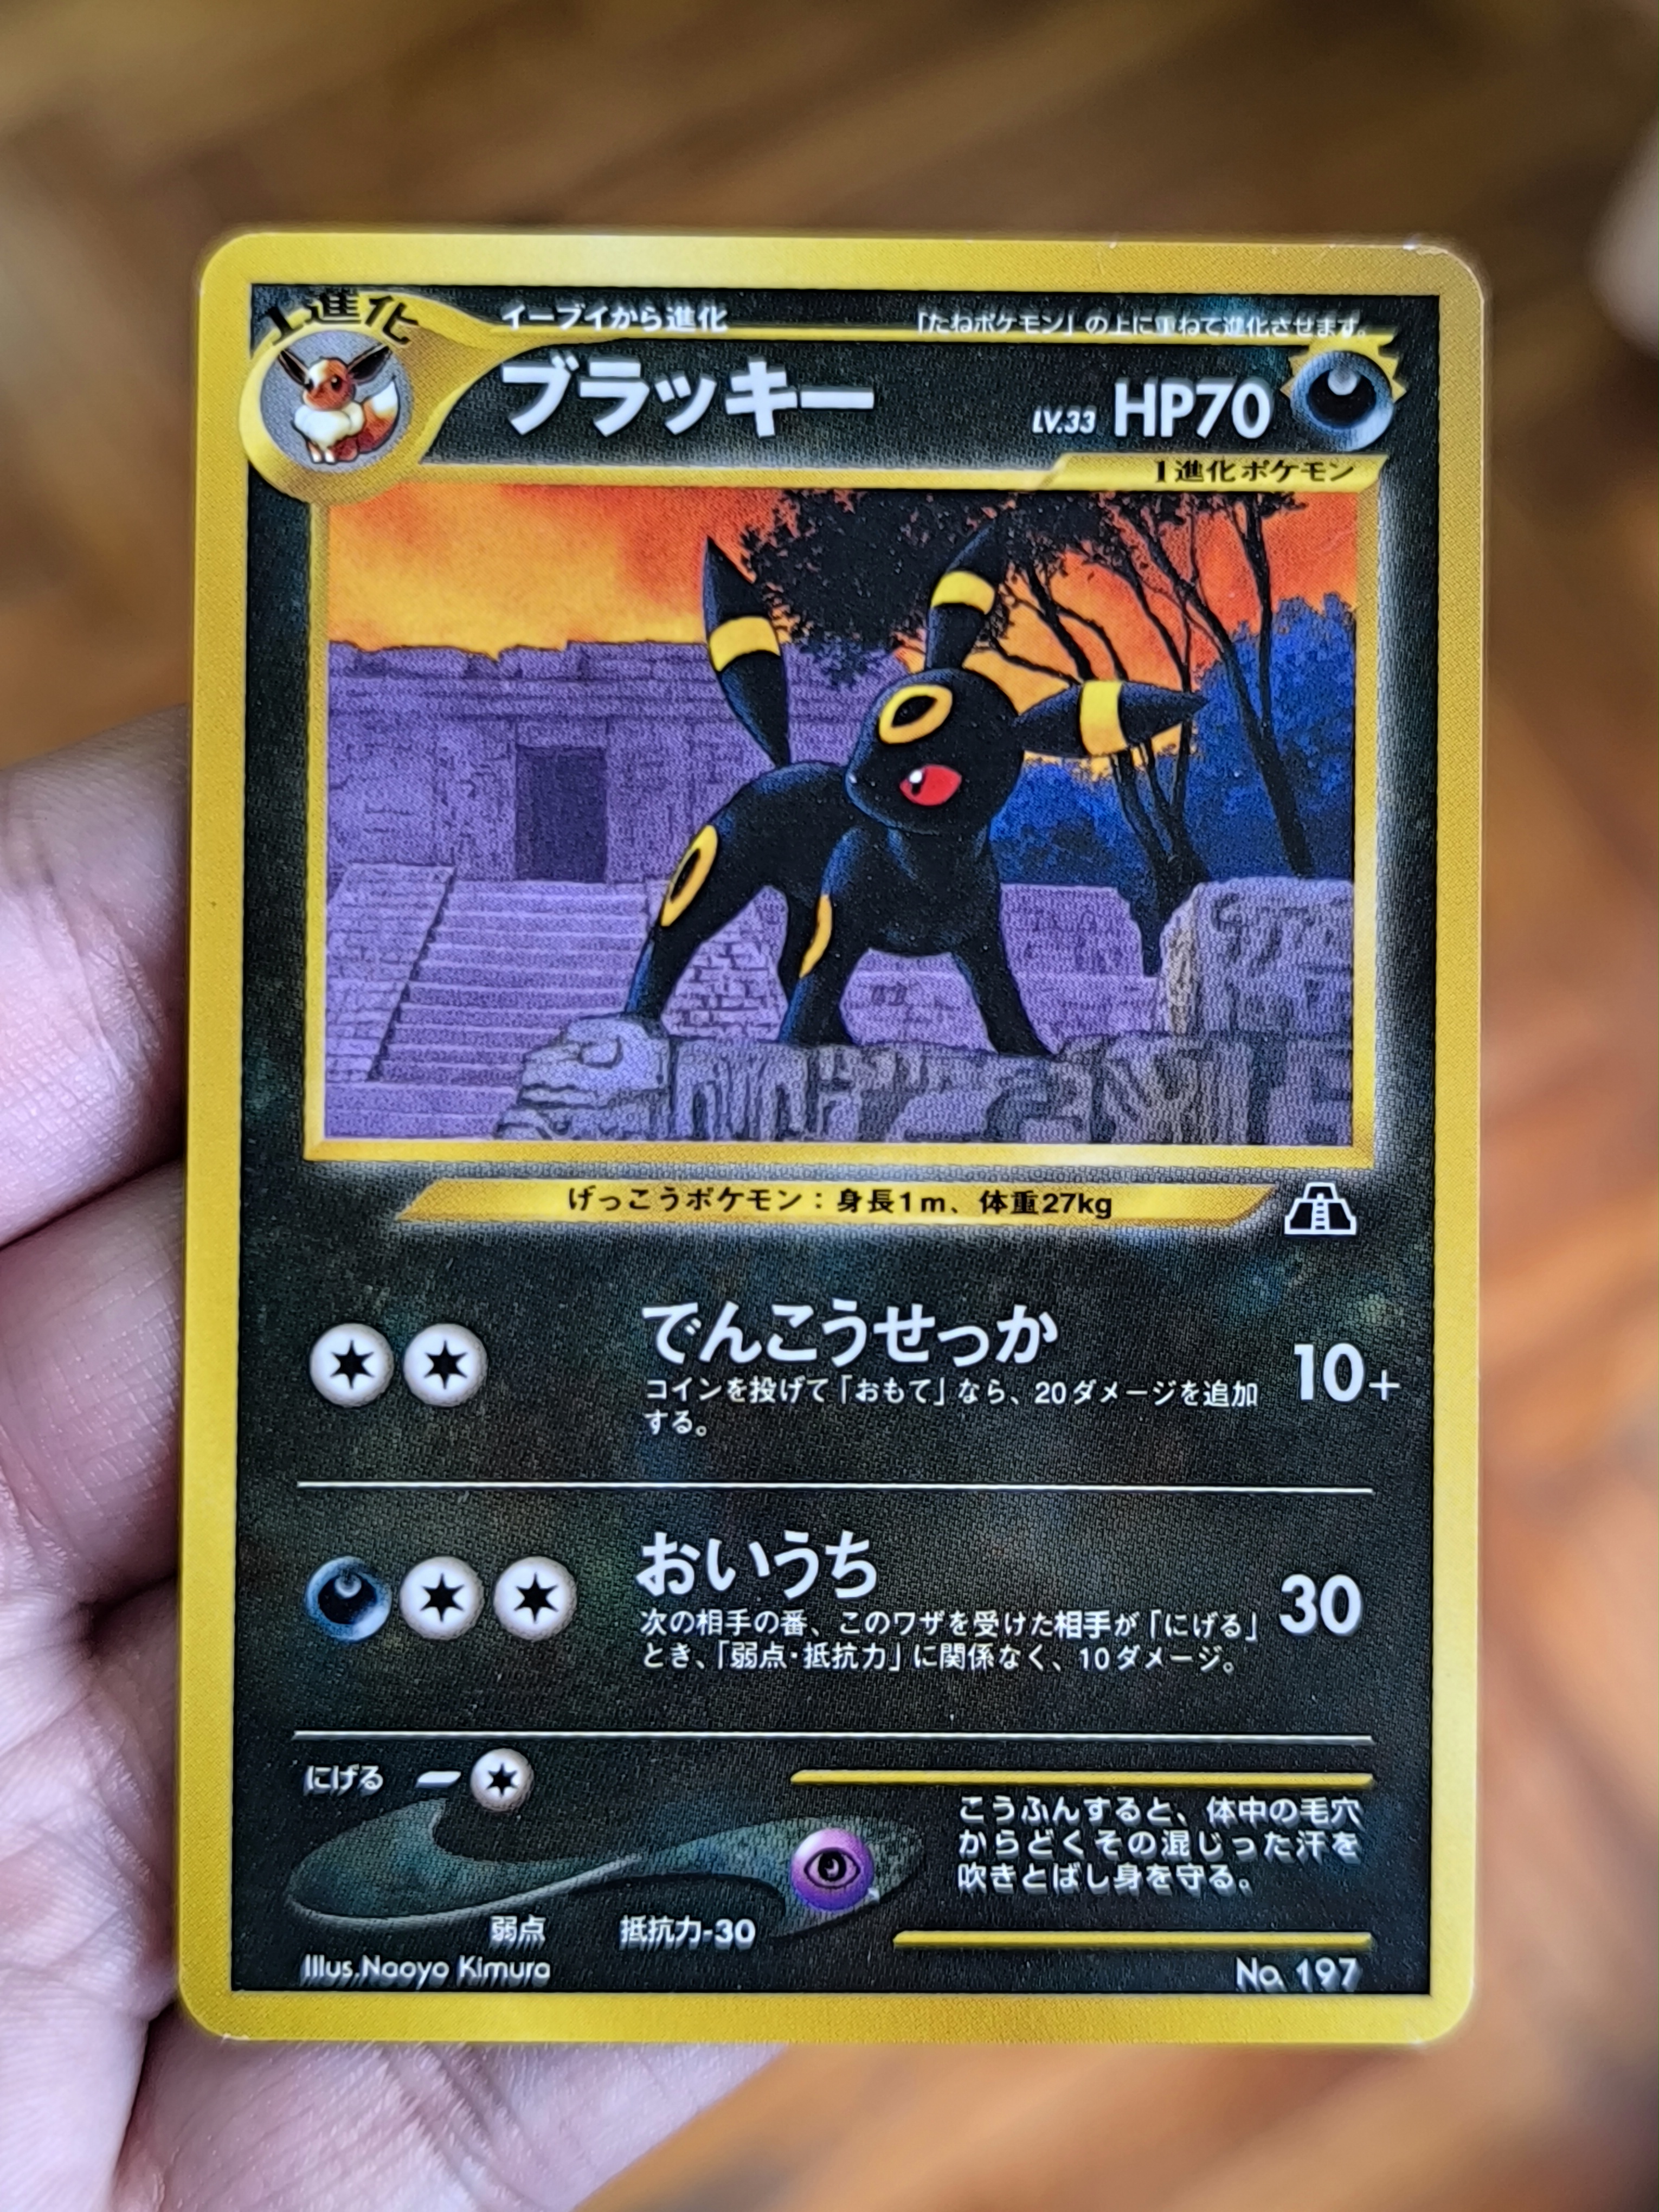 1進化
イーブイから進化
「たねポケモン」の上に重ねて進化させます。
ブラッキー
LV.33 HP70
1進化ポケモン
げっこうポケモン：身長1m、体重27kg
でんこうせっか
10+
コインを投げて「おもて」なら、20ダメージを追加
する。
おいうち
30
次の相手の番、このワザを受けた相手が「にげる」
とき、「弱点・抵抗力」に関係なく、10ダメージ。
にげる
こうふんすると、体中の毛穴
からどくその混じった汗を
吹きとばし身を守る。
弱点
抵抗力-30
Illus.Naoyo Kimura
No. 197